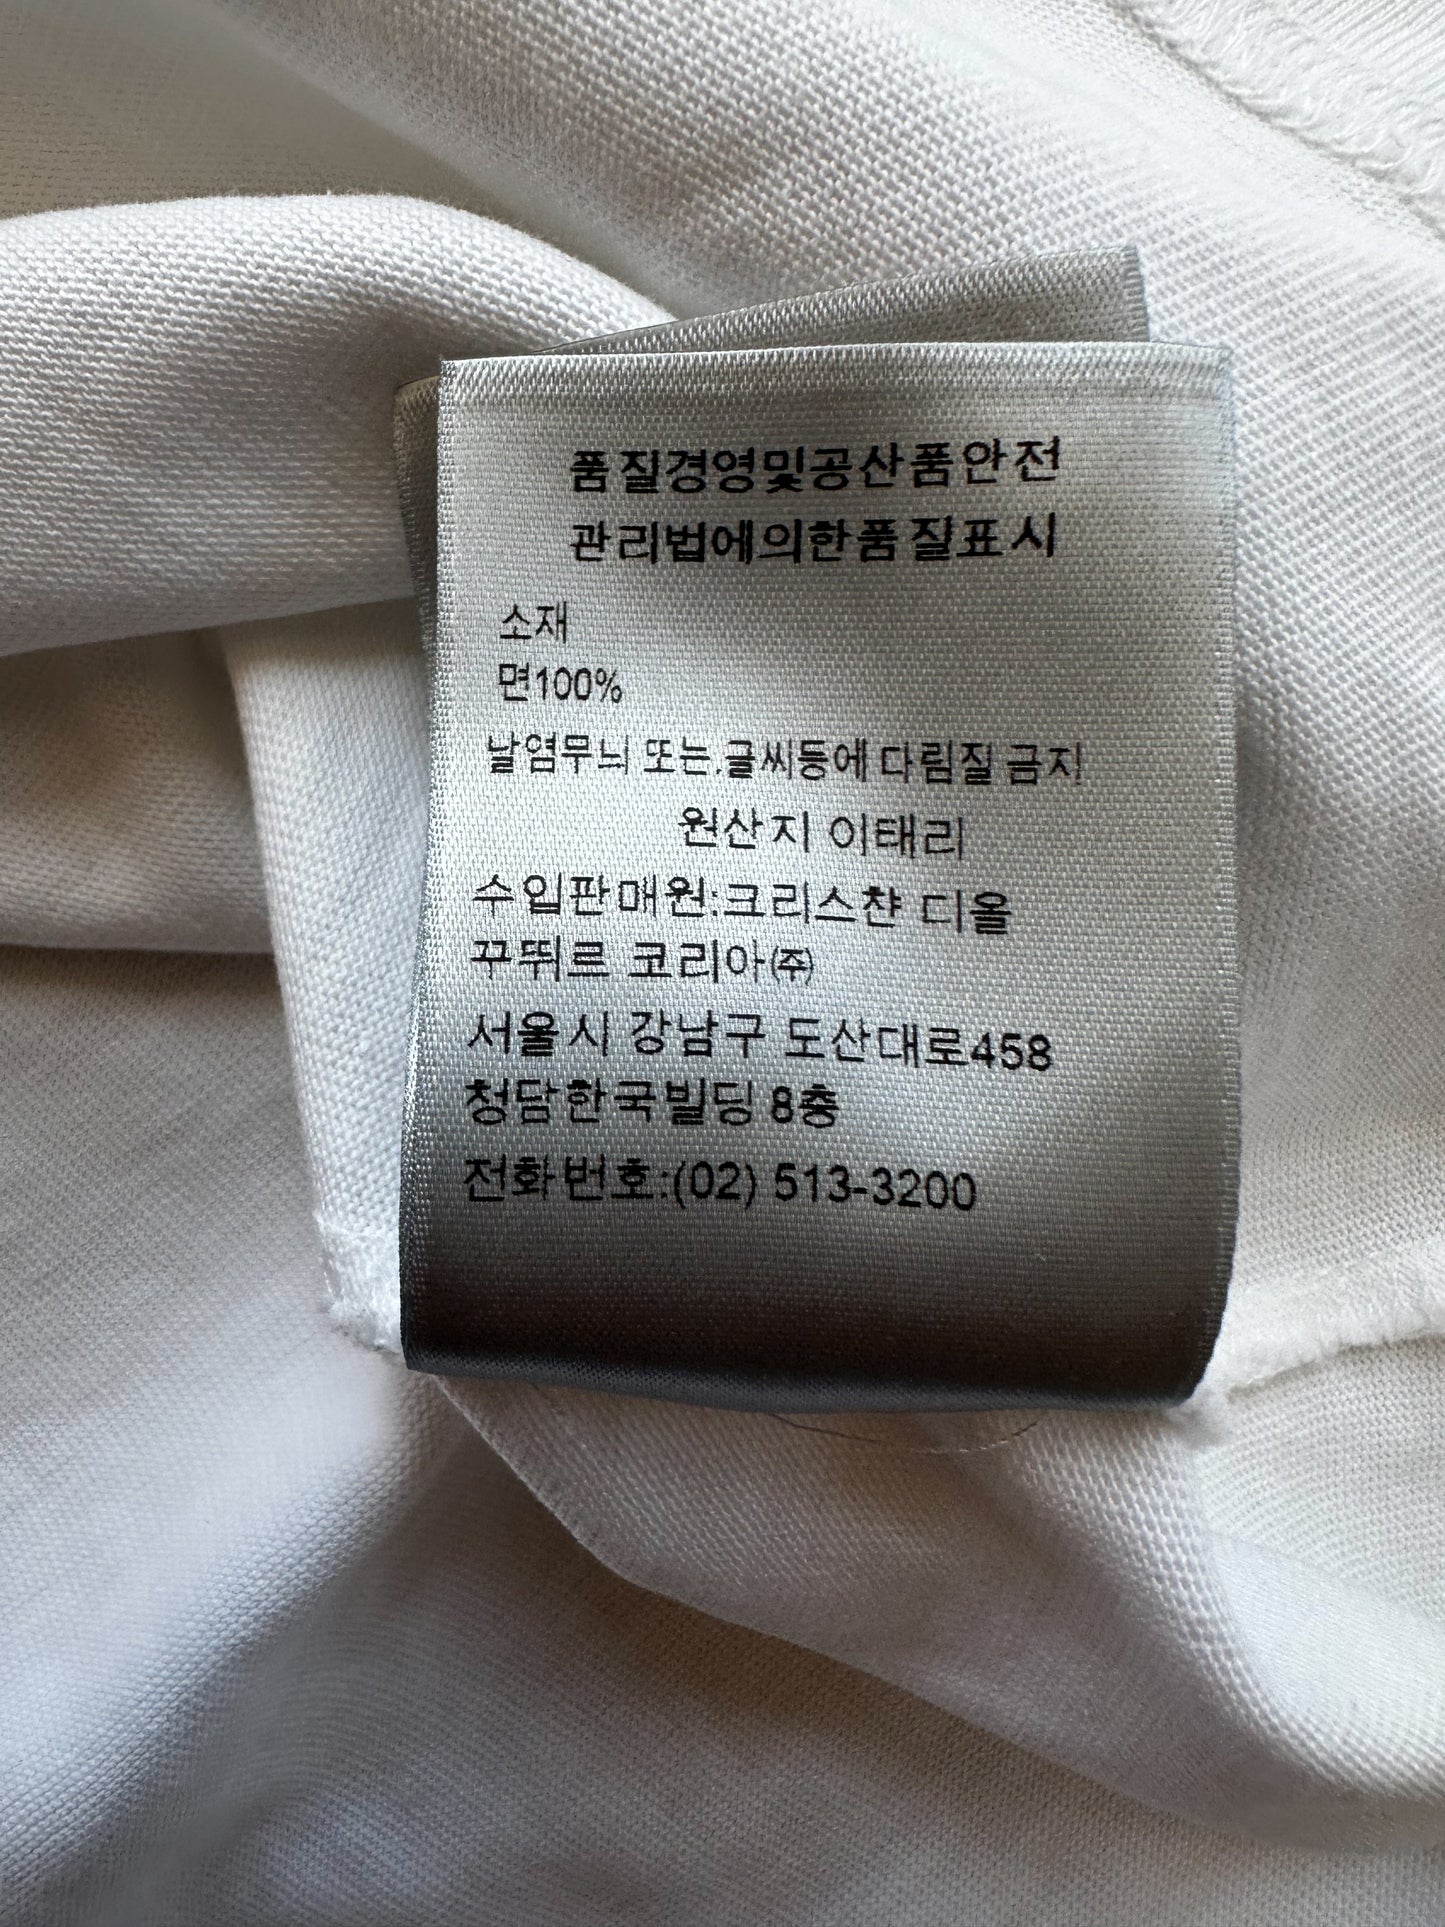 품질경영및공산품안전
관리법에의한품질표시
소재
면100%
날염무늬 또는.글씨등에 다림질 금지
원산지 이태리
수입판매원:크리스챤 디올
꾸뛰르 코리아㈜
서울시 강남구 도산대로458
청담한국빌딩 8층
전화번호:(02) 513-3200